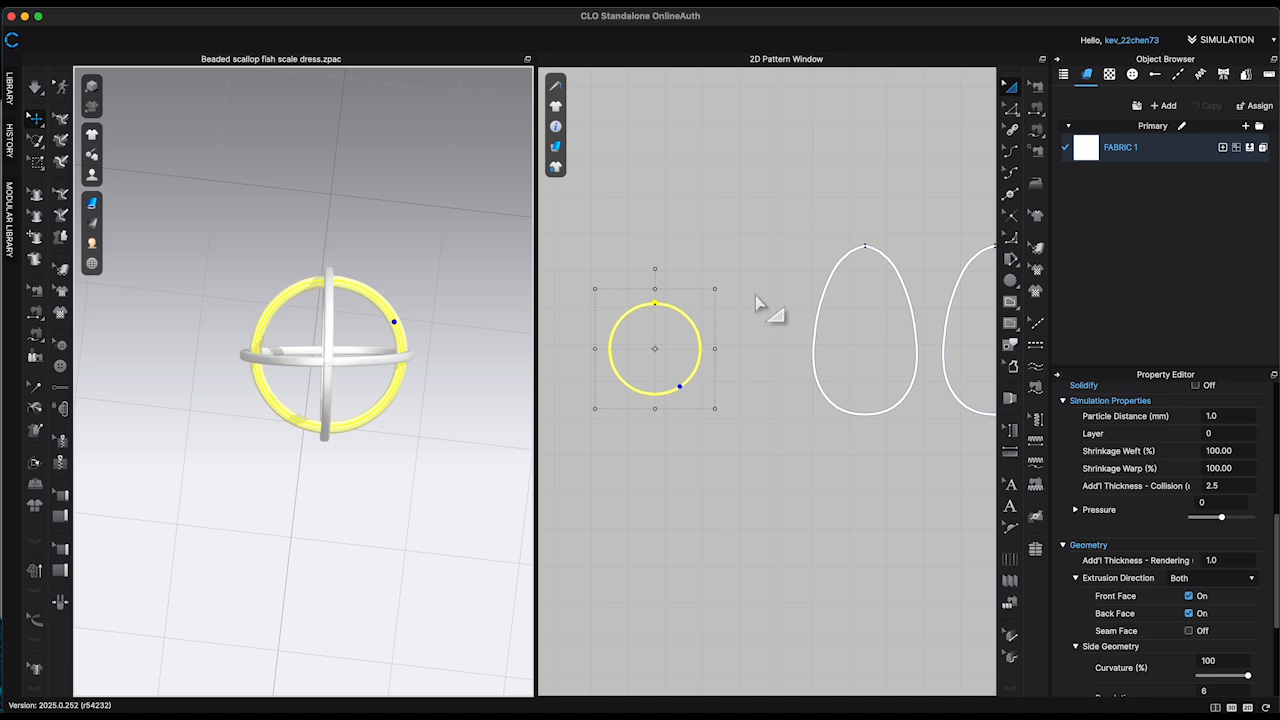 CLO Standalone OnlineAuth
Hello, kev_22chen73
SIMULATION
Beaded scallop fish scale dress.zpac
2D Pattern Window
Object Browser
LIBRARY
HISTORY
MODULAR LIBRARY
+ Add
Copy
Assign
Primary
FABRIC 1
Property Editor
Solidify
Off
Simulation Properties
Particle Distance (mm)
1.0
Layer
0
Shrinkage Weft (%)
100.00
Shrinkage Warp (%)
100.00
Add'l Thickness - Collision (
2.5
Pressure
0
Geometry
Add'l Thickness - Rendering
1.0
Extrusion Direction
Both
Front Face
On
Back Face
On
Seam Face
Off
Side Geometry
Curvature (%)
100
6
Version: 2025.0.252 (r54232)
3D
2D